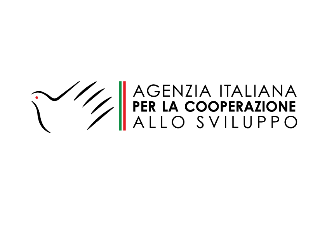 AGENZIA ITALIANA
PER LA COOPERAZIONE
ALLO SVILUPPO